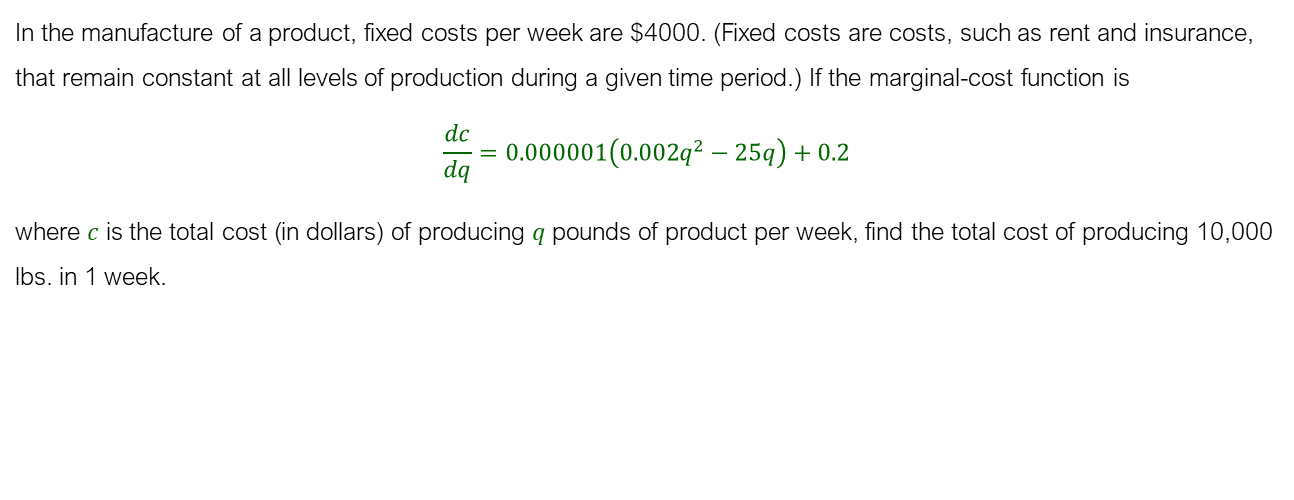 In the manufacture of a product, fixed costs per week are $4000. (Fixed costs are costs, such as rent and insurance,
that remain constant at all levels of production during a given time period.) If the marginal-cost function is
dc/dq = 0.000001(0.002q² − 25q) + 0.2
where c is the total cost (in dollars) of producing q pounds of product per week, find the total cost of producing 10,000
lbs. in 1 week.